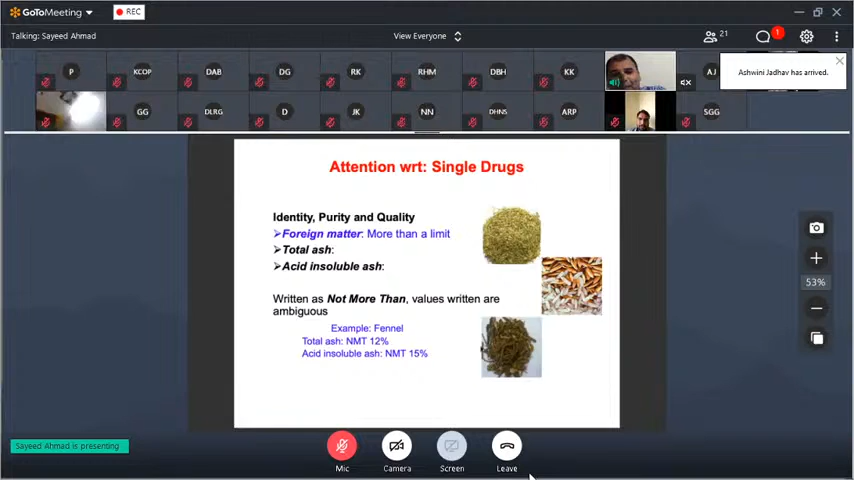 GoToMeeting
REC
Talking: Sayeed Ahmad
View Everyone
21
1
P
KCOP
DAB
DG
RK
RHM
DBH
KK
AJ
Ashwini Jadhav has arrived.
GG
DLRG
D
JK
NN
DHNS
ARP
SGG
Attention wrt: Single Drugs
Identity, Purity and Quality
➢Foreign matter: More than a limit
➢Total ash:
➢Acid insoluble ash:
Written as Not More Than, values written are
ambiguous
Example: Fennel
Total ash: NMT 12%
Acid insoluble ash: NMT 15%
53%
Sayeed Ahmad is presenting
Mic
Camera
Screen
Leave